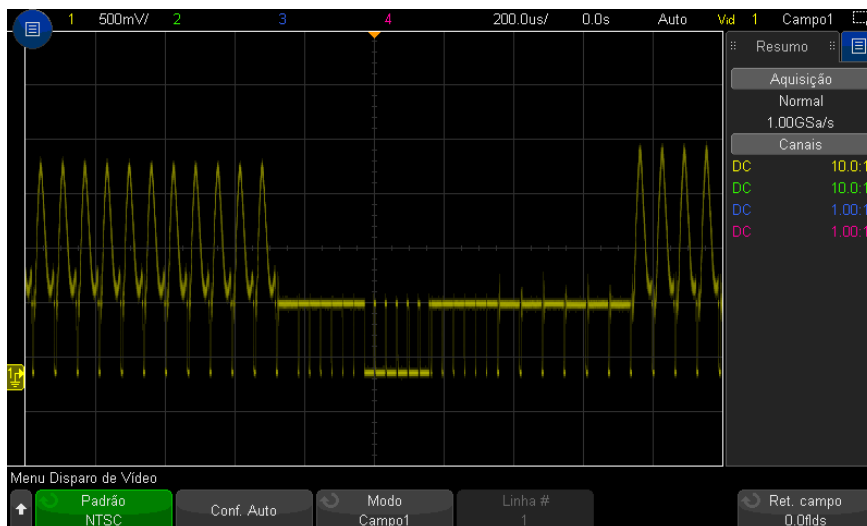 1 500mV/ 2 3 4 200.0us/ 0.0s Auto Vid 1 Campo1
Resumo
Aquisição
Normal
1.00GSa/s
Canais
DC 10.0:1
DC 10.0:1
DC 1.00:1
DC 1.00:1
1
Menu Disparo de Vídeo
Padrão
NTSC
Conf. Auto
Modo
Campo1
Linha #
1
Ret. campo
0.0flds